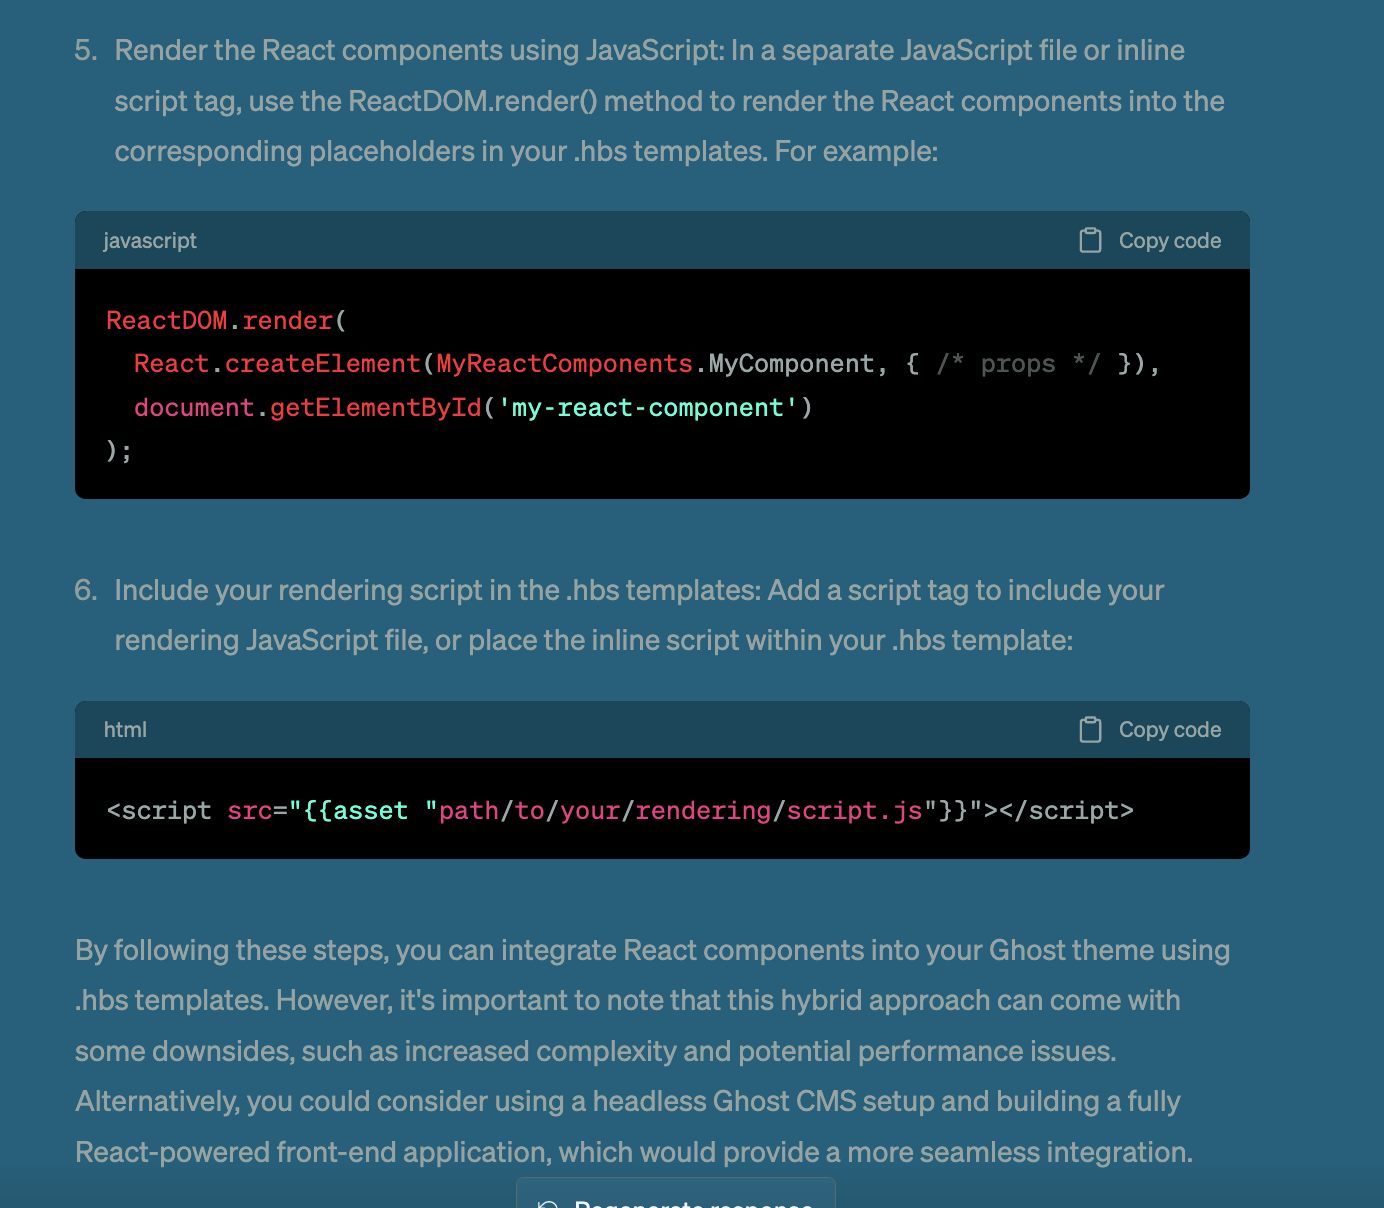 5. Render the React components using JavaScript: In a separate JavaScript file or inline
script tag, use the ReactDOM.render() method to render the React components into the
corresponding placeholders in your .hbs templates. For example:
javascript Copy code
ReactDOM.render(
  React.createElement(MyReactComponents.MyComponent, { /* props */ }),
  document.getElementById('my-react-component')
);
6. Include your rendering script in the .hbs templates: Add a script tag to include your
rendering JavaScript file, or place the inline script within your .hbs template:
html Copy code
<script src="{{asset "path/to/your/rendering/script.js"}}"></script>
By following these steps, you can integrate React components into your Ghost theme using
.hbs templates. However, it's important to note that this hybrid approach can come with
some downsides, such as increased complexity and potential performance issues.
Alternatively, you could consider using a headless Ghost CMS setup and building a fully
React-powered front-end application, which would provide a more seamless integration.
Regenerate response